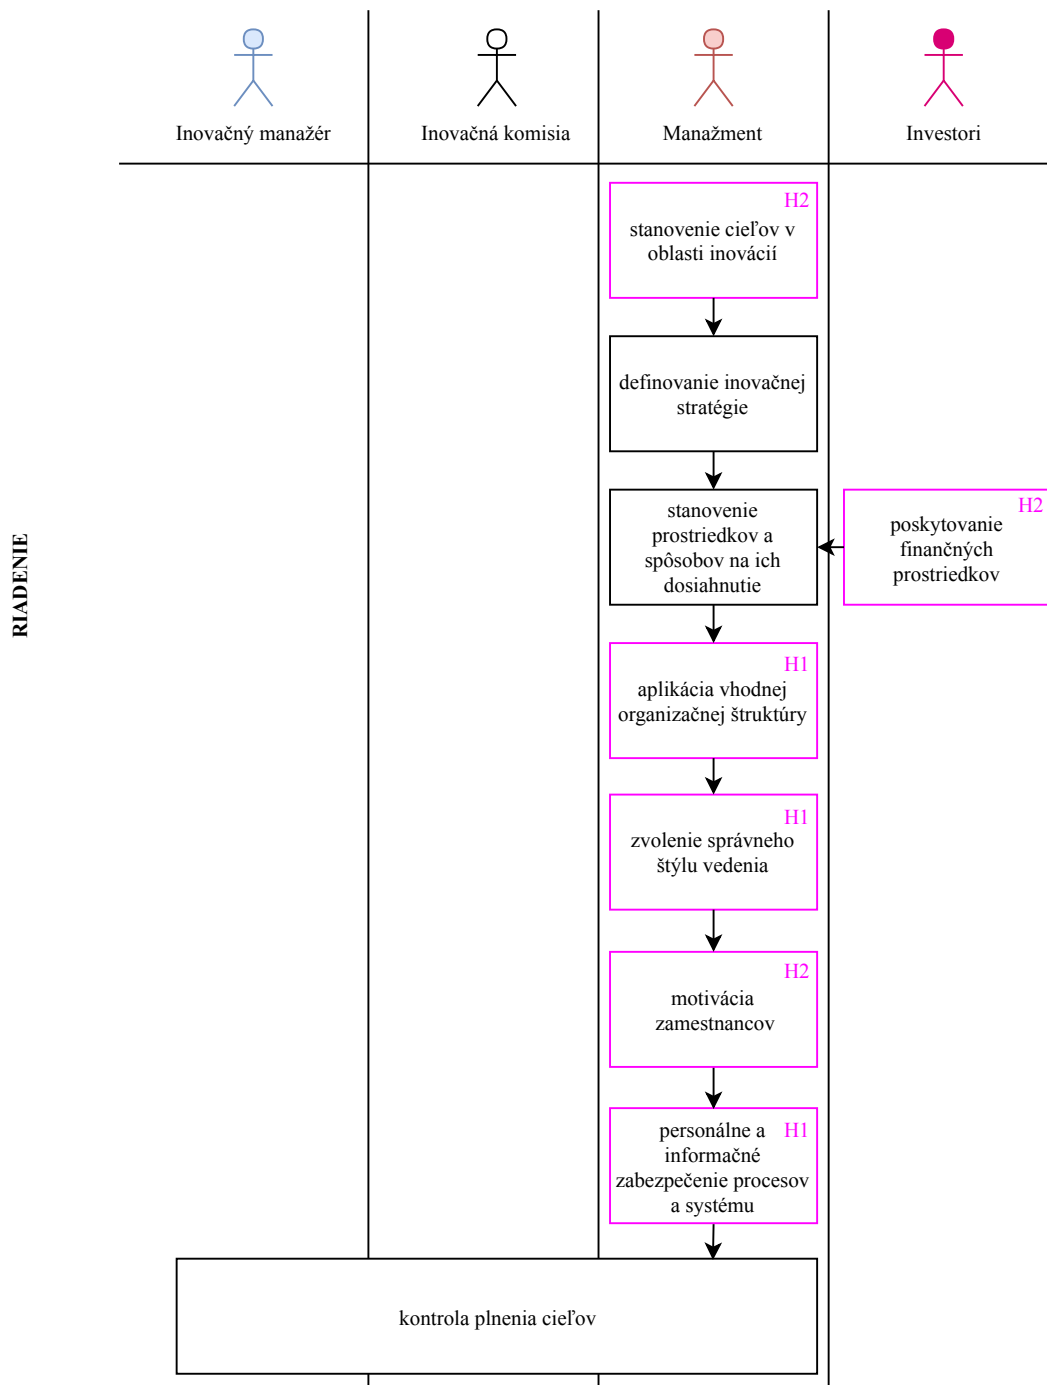 Inovačný manažér
Inovačná komisia
Manažment
Investori
RIADENIE
H2
stanovenie cieľov v
oblasti inovácií
definovanie inovačnej
stratégie
stanovenie
prostriedkov a
spôsobov na ich
dosiahnutie
H2
poskytovanie
finančných
prostriedkov
H1
aplikácia vhodnej
organizačnej štruktúry
H1
zvolenie správneho
štýlu vedenia
H2
motivácia
zamestnancov
H1
personálne a
informačné
zabezpečenie procesov
a systému
kontrola plnenia cieľov